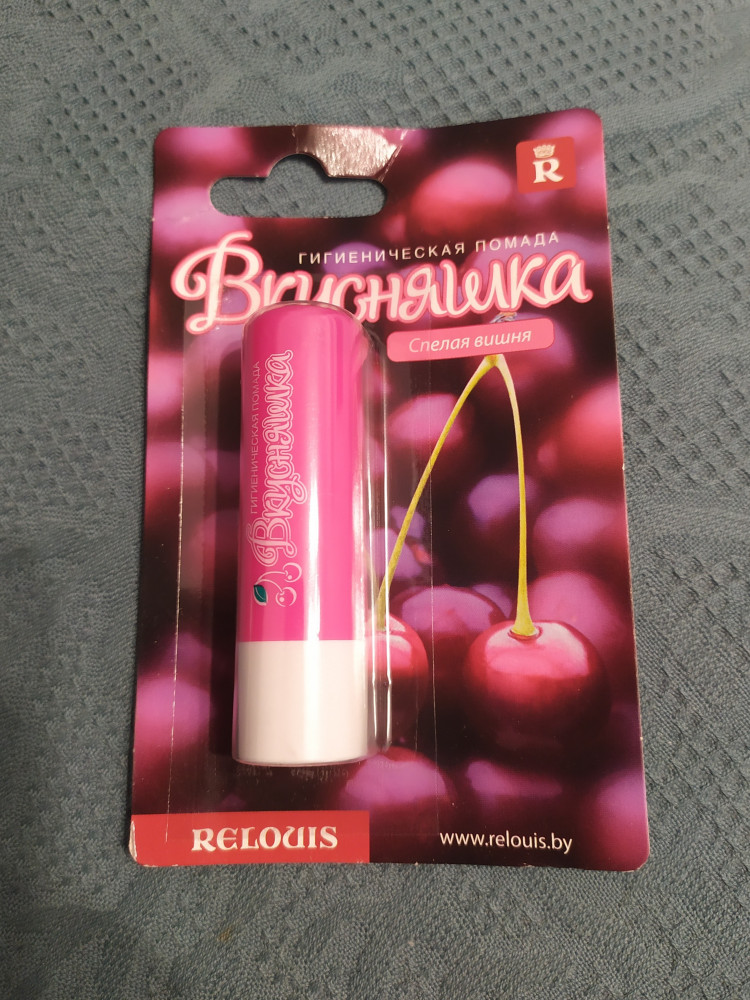 R
ГИГИЕНИЧЕСКАЯ ПОМАДА
Вкусняшка
Спелая вишня
ГИГИЕНИЧЕСКАЯ ПОМАДА
Вкусняшка
RELOUIS
www.relouis.by